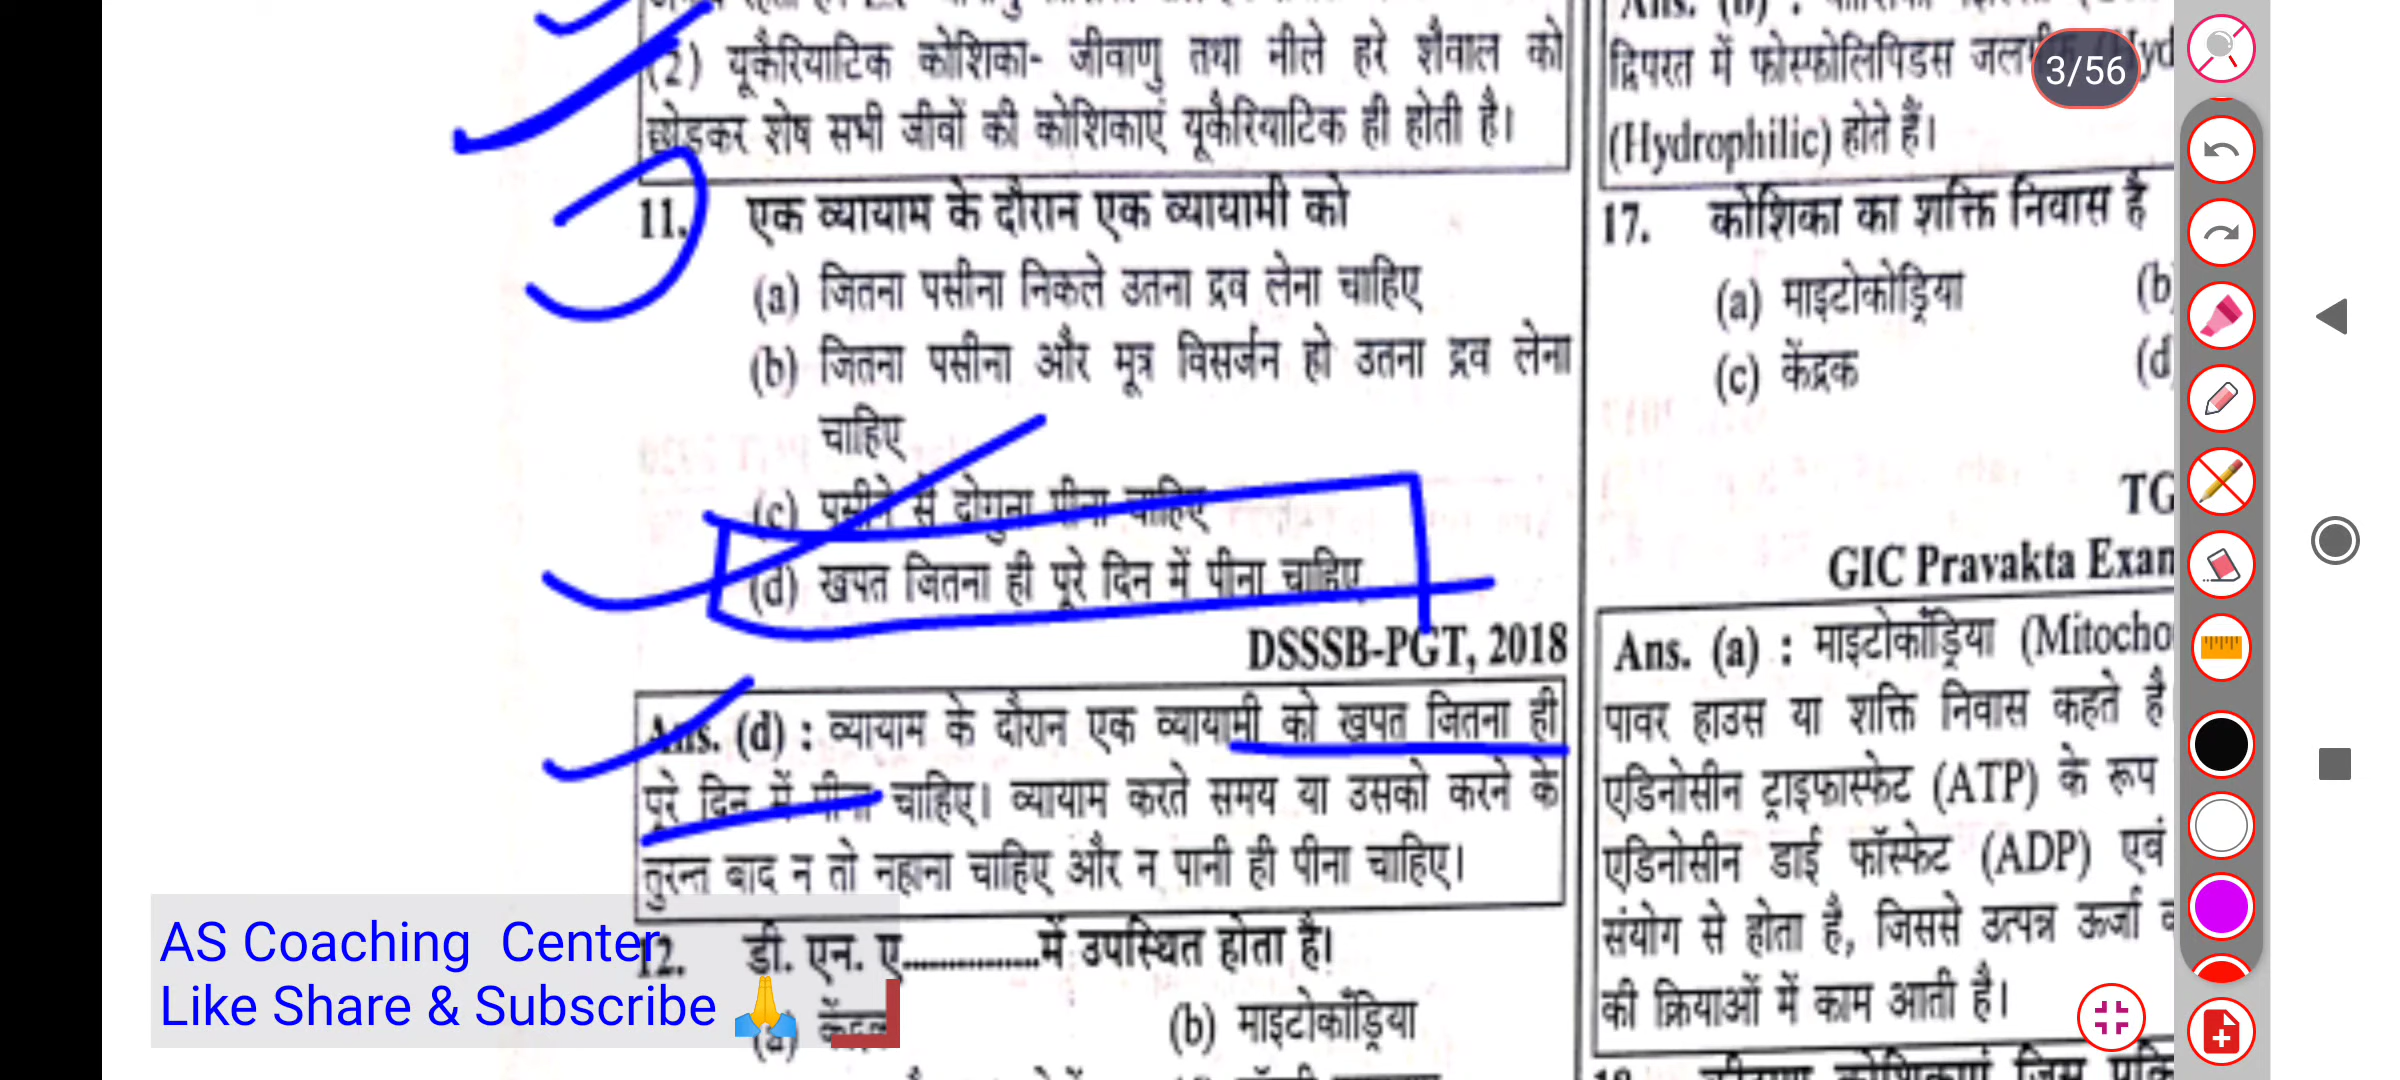 (2) यूकैरियाटिक कोशिका- जीवाणु तथा नीले हरे शैवाल को
छोड़कर शेष सभी जीवों की कोशिकाएं यूकैरियाटिक ही होती है।
11. एक व्यायाम के दौरान एक व्यायामी को
(a) जितना पसीना निकले उतना द्रव लेना चाहिए
(b) जितना पसीना और मूत्र विसर्जन हो उतना द्रव लेना
चाहिए
(c) पसीने से दोगुना पीना चाहिए
(d) खपत जितना ही पूरे दिन में पीना चाहिए
DSSSB-PGT, 2018
Ans. (d) : व्यायाम के दौरान एक व्यायामी को खपत जितना ही
पूरे दिन में पीना चाहिए। व्यायाम करते समय या उसको करने के
तुरन्त बाद न तो नहाना चाहिए और न पानी ही पीना चाहिए।
12. डी. एन. ए...............में उपस्थित होता है।
(a)
(b) माइटोकॉंड्रिया
द्विपरत में फोस्फोलिपिडस
(Hydrophilic) होते हैं।
17. कोशिका का शक्ति निवास है
(a) माइटोकोंड्रिया (b)
(c) केंद्रक (d)
TG
GIC Pravakta Exam
Ans. (a) : माइटोकॉंड्रिया (Mitocho
पावर हाउस या शक्ति निवास कहते है
एडिनोसीन ट्राइफास्फेट (ATP) के रूप
एडिनोसीन डाई फॉस्फेट (ADP) एवं
संयोग से होता है, जिससे उत्पन्न ऊर्जा
की क्रियाओं में काम आती है।
3/56
AS Coaching Center
Like Share & Subscribe 🙏